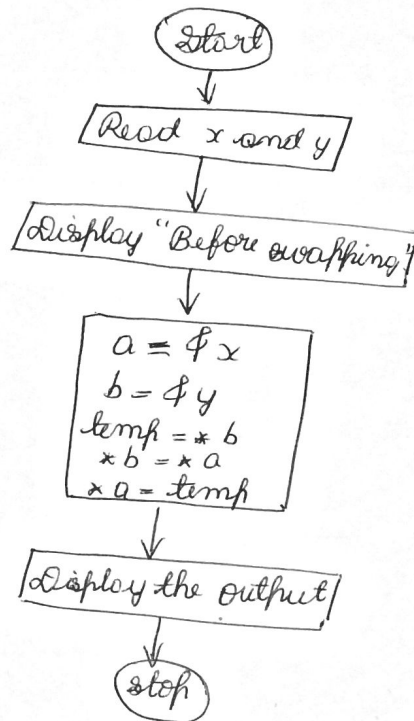 Start
Read x and y
Display "Before swapping"
a = &x
b = &y
temp = * b
* b = * a
* a = temp
Display the output
stop